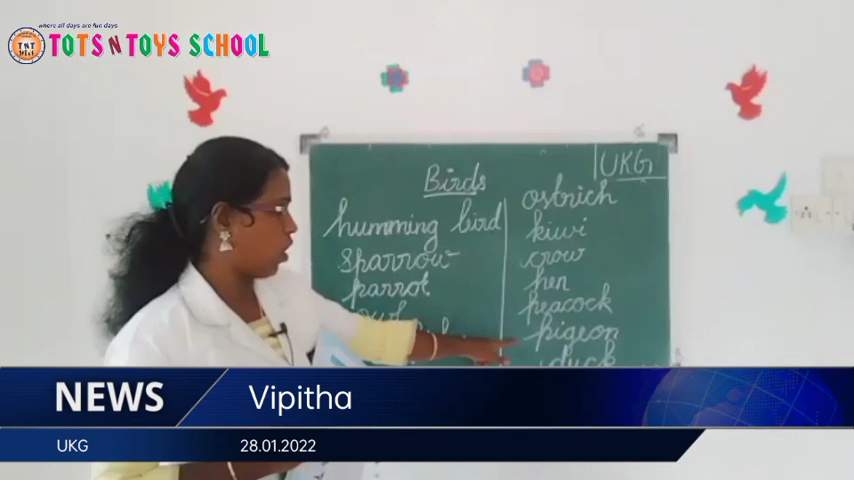 where all days are fun days
TNT
TOTS N TOYS SCHOOL
UKG
Birds
humming bird
sparrow
parrot
owl
ostrich
kiwi
crow
hen
peacock
pigeon
duck
NEWS
Vipitha
UKG
28.01.2022